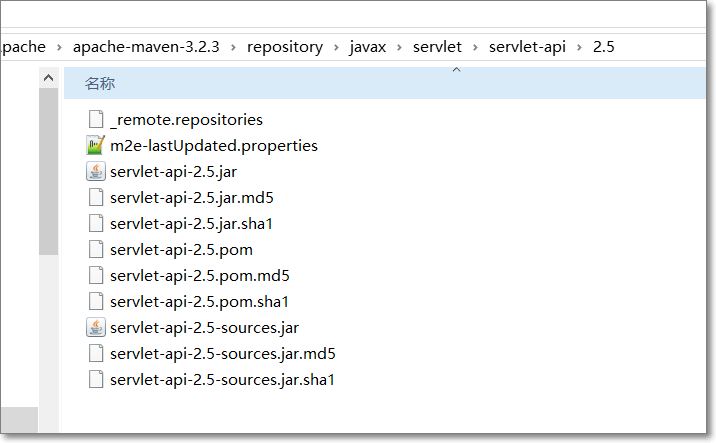 pache › apache-maven-3.2.3 › repository › javax › servlet › servlet-api › 2.5
名称
_remote.repositories
m2e-lastUpdated.properties
servlet-api-2.5.jar
servlet-api-2.5.jar.md5
servlet-api-2.5.jar.sha1
servlet-api-2.5.pom
servlet-api-2.5.pom.md5
servlet-api-2.5.pom.sha1
servlet-api-2.5-sources.jar
servlet-api-2.5-sources.jar.md5
servlet-api-2.5-sources.jar.sha1